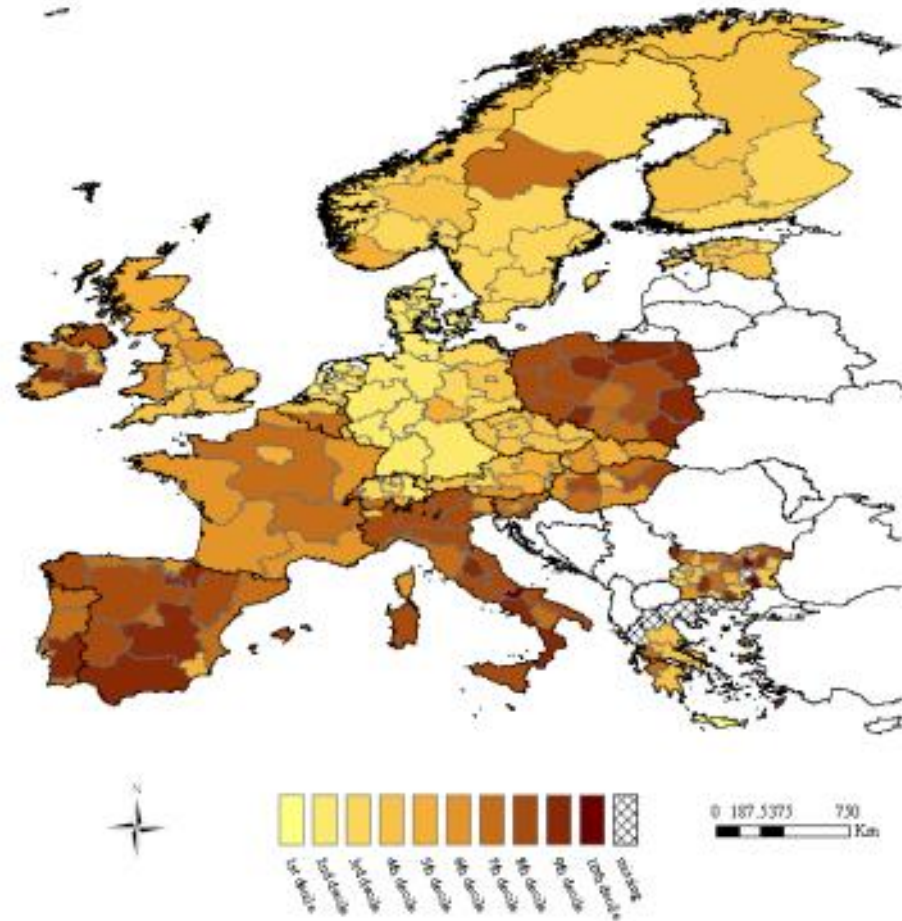 N
0 187.5375 750
Km
1st decile
2nd decile
3rd decile
4th decile
5th decile
6th decile
7th decile
8th decile
9th decile
10th decile
missing